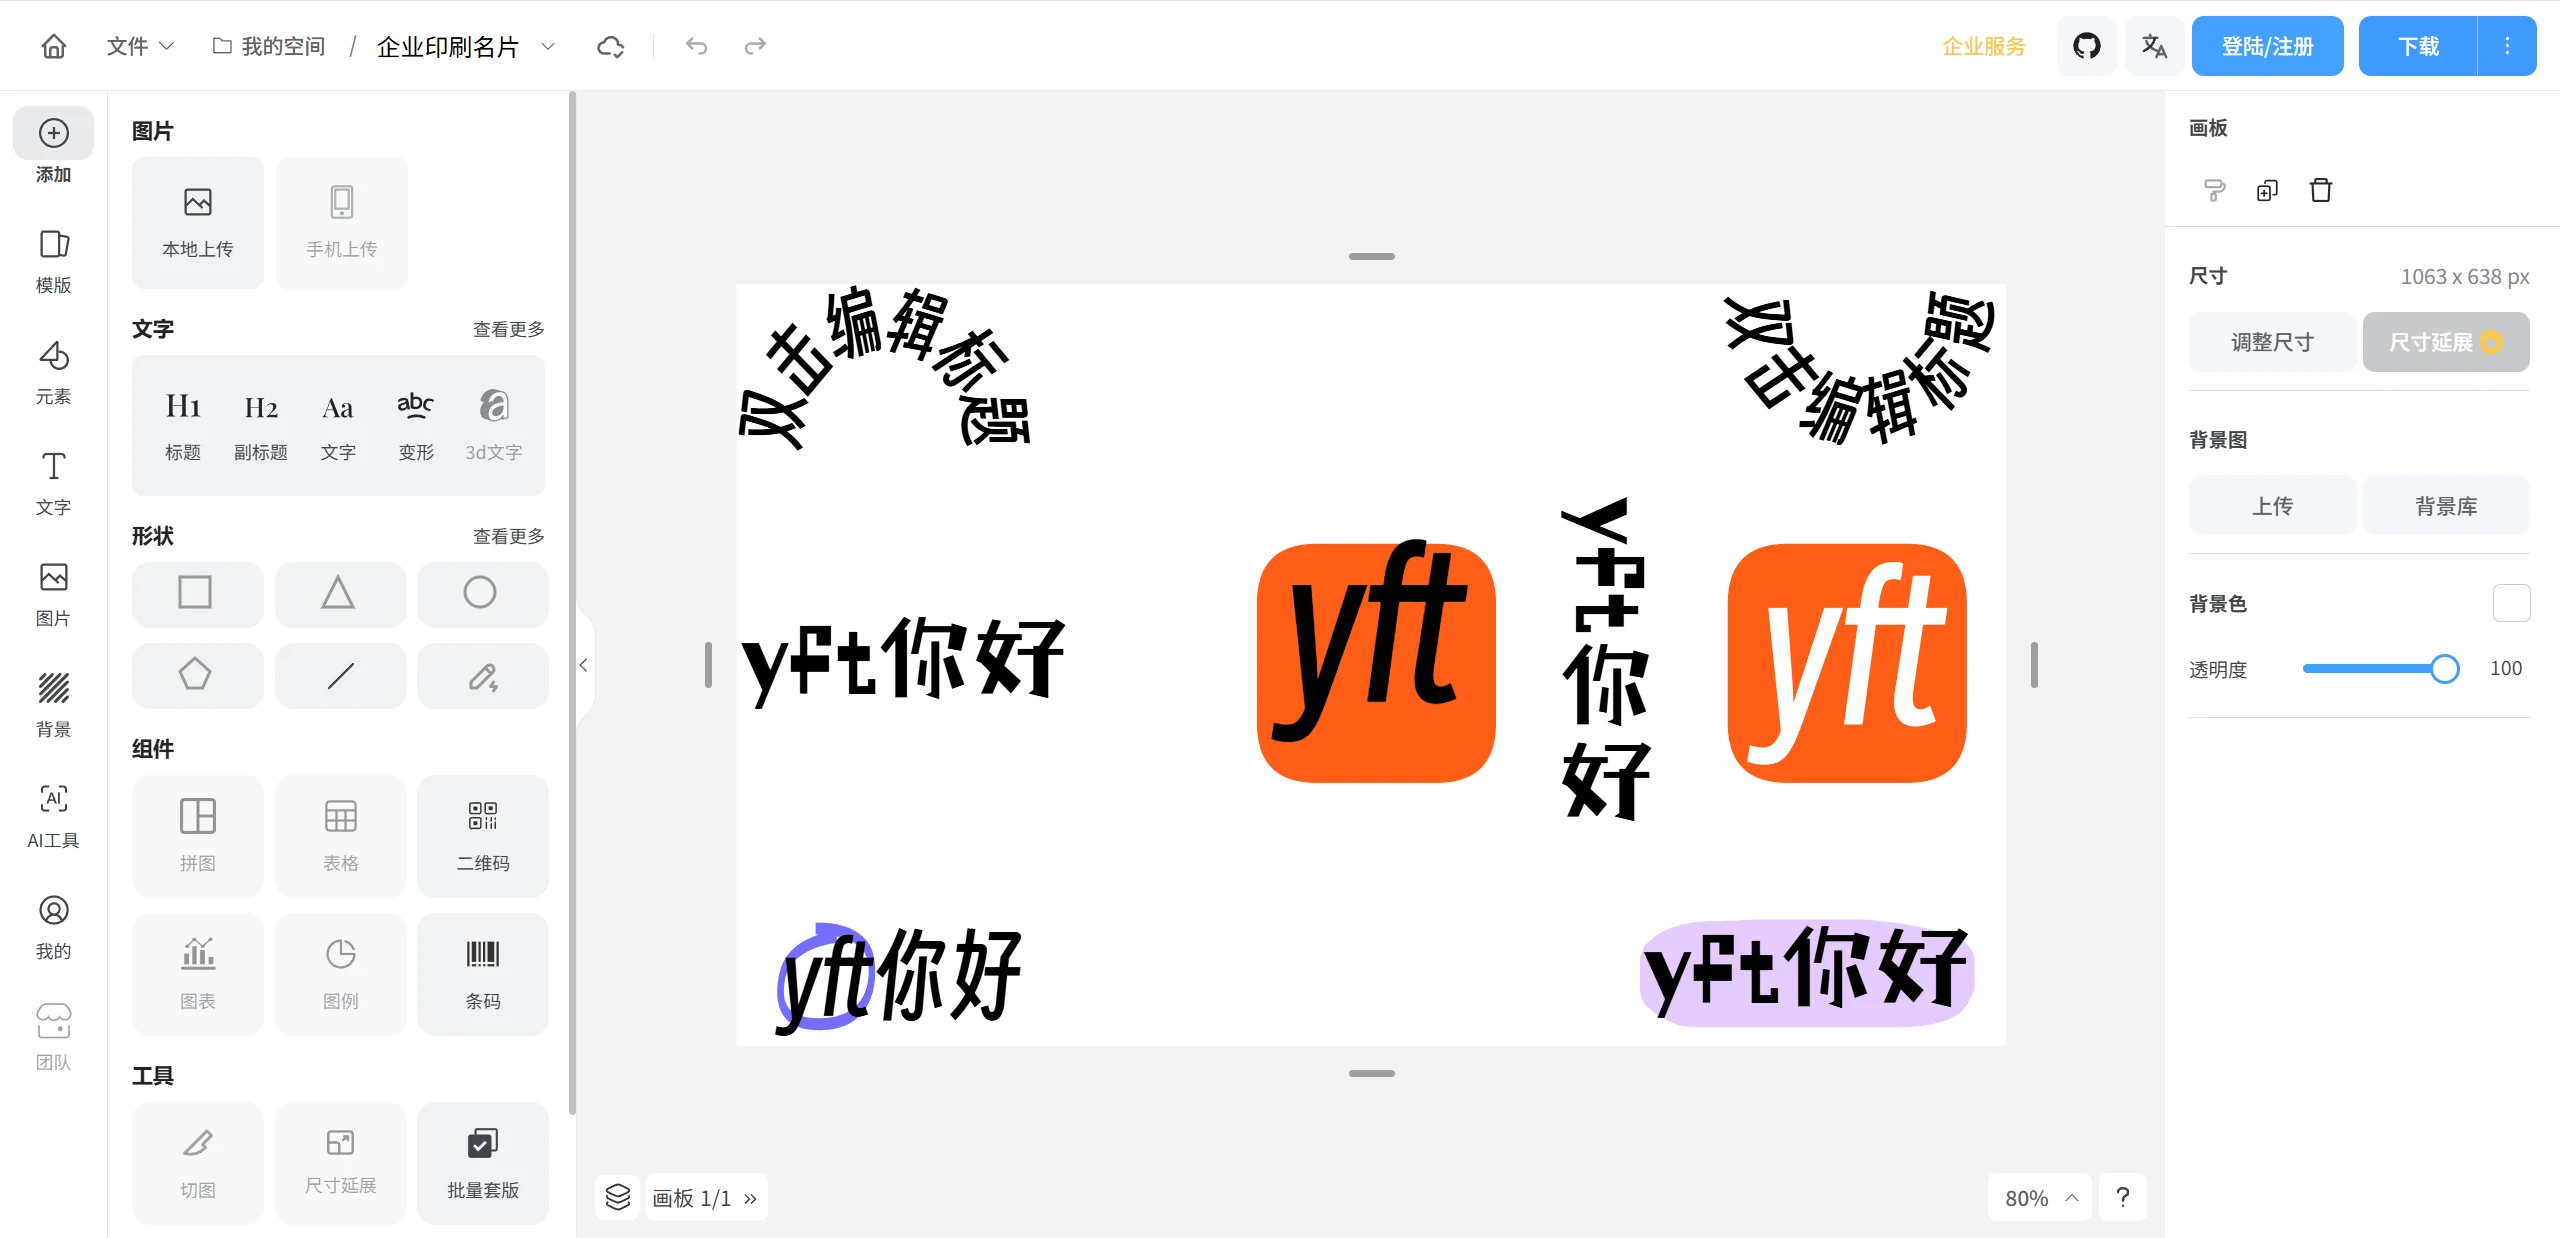 文件
我的空间 / 企业印刷名片
企业服务
登陆/注册
下载
添加
模版
元素
文字
图片
背景
AI工具
我的
团队
图片
本地上传
手机上传
文字
查看更多
H1 H2 Aa abc a
标题 副标题 文字 变形 3d文字
形状
查看更多
组件
拼图 表格 二维码
图表 图例 条码
工具
切图 尺寸延展 批量套版
双击编辑标题
双击编辑标题
yft你好
yft
yft你好
yft
yft你好
yft你好
画板 1/1
80%
?
画板
尺寸
1063 x 638 px
调整尺寸
尺寸延展
背景图
上传
背景库
背景色
透明度
100